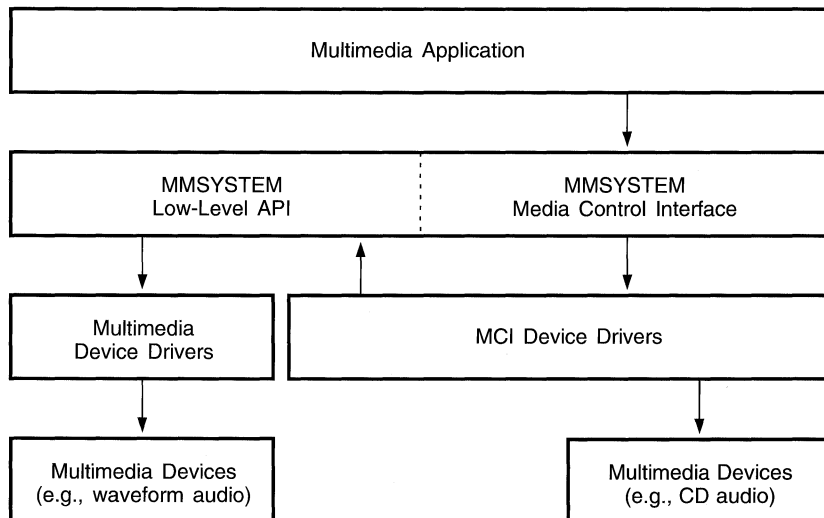 Multimedia Application
MMSYSTEM
Low-Level API
MMSYSTEM
Media Control Interface
Multimedia
Device Drivers
MCI Device Drivers
Multimedia Devices
(e.g., waveform audio)
Multimedia Devices
(e.g., CD audio)